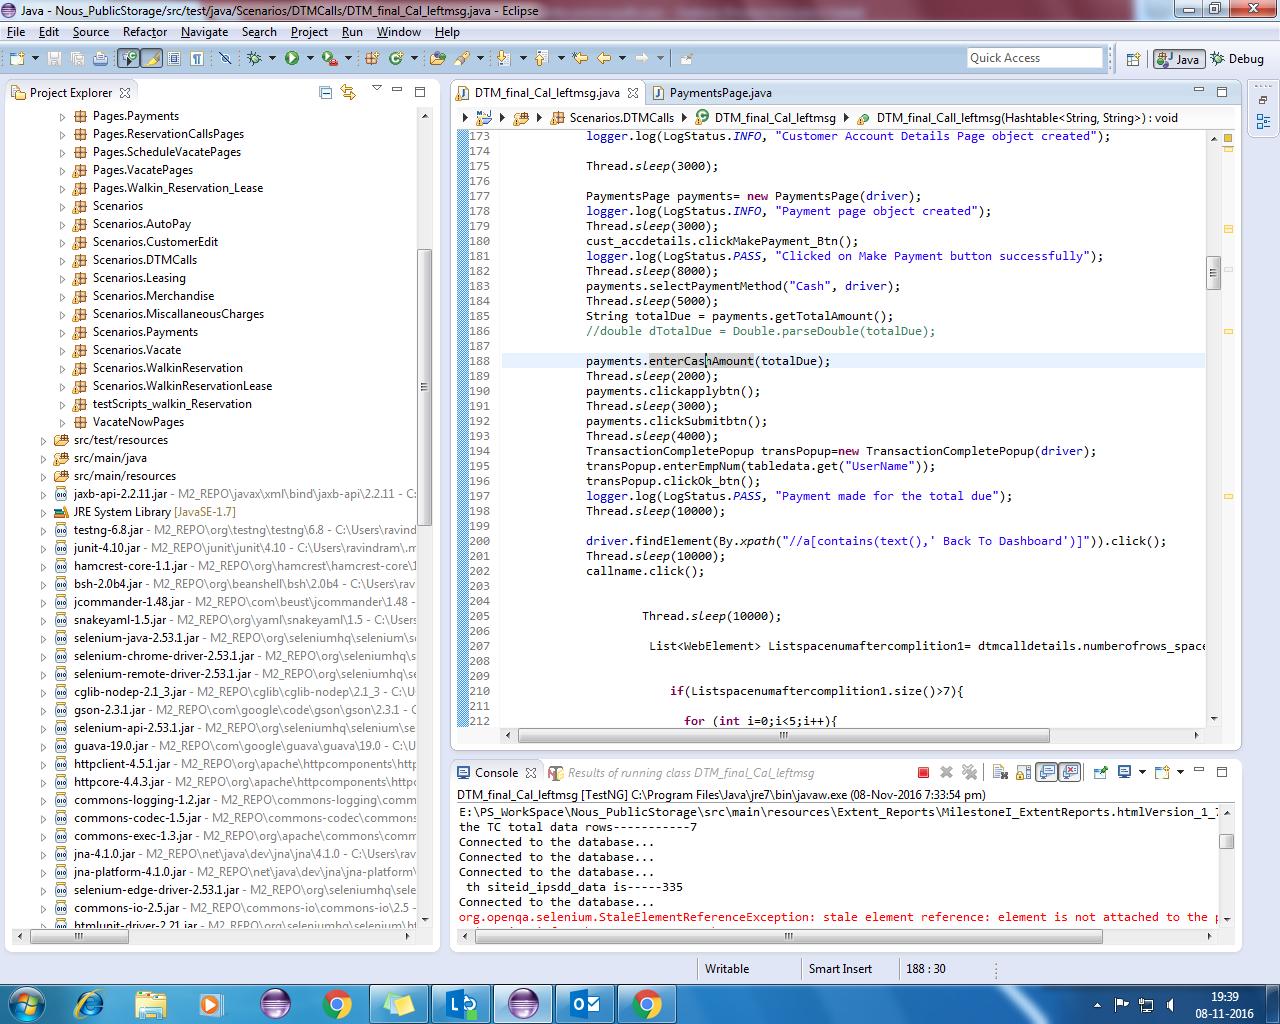 Java - Nous_PublicStorage/src/test/java/Scenarios/DTMCalls/DTM_final_Cal_leftmsg.java - Eclipse
File Edit Source Refactor Navigate Search Project Run Window Help
Quick Access
Java
Debug
Project Explorer
Pages.Payments
Pages.ReservationCallsPages
Pages.ScheduleVacatePages
Pages.VacatePages
Pages.Walkin_Reservation_Lease
Scenarios
Scenarios.AutoPay
Scenarios.CustomerEdit
Scenarios.DTMCalls
Scenarios.Leasing
Scenarios.Merchandise
Scenarios.MiscallaneousCharges
Scenarios.Payments
Scenarios.Vacate
Scenarios.WalkinReservation
Scenarios.WalkinReservationLease
testScripts_walkin_Reservation
VacateNowPages
src/test/resources
src/main/java
src/main/resources
jaxb-api-2.2.11.jar - M2_REPO\javax\xml\bind\jaxb-api\2.2.11 - C:
JRE System Library [JavaSE-1.7]
testng-6.8.jar - M2_REPO\org\testng\testng\6.8 - C:\Users\ravind
junit-4.10.jar - M2_REPO\junit\junit\4.10 - C:\Users\ravindram\.m
hamcrest-core-1.1.jar - M2_REPO\org\hamcrest\hamcrest-core\1
bsh-2.0b4.jar - M2_REPO\org\beanshell\bsh\2.0b4 - C:\Users\rav
jcommander-1.48.jar - M2_REPO\com\beust\jcommander\1.48 -
snakeyaml-1.5.jar - M2_REPO\org\yaml\snakeyaml\1.5 - C:\Users
selenium-java-2.53.1.jar - M2_REPO\org\seleniumhq\selenium\s
selenium-chrome-driver-2.53.1.jar - M2_REPO\org\seleniumhq\
selenium-remote-driver-2.53.1.jar - M2_REPO\org\seleniumhq\s
cglib-nodep-2.1_3.jar - M2_REPO\cglib\cglib-nodep\2.1_3 - C:\U
gson-2.3.1.jar - M2_REPO\com\google\code\gson\gson\2.3.1 -
selenium-api-2.53.1.jar - M2_REPO\org\seleniumhq\selenium\se
guava-19.0.jar - M2_REPO\com\google\guava\guava\19.0 - C:\U
httpclient-4.5.1.jar - M2_REPO\org\apache\httpcomponents\htt
httpcore-4.4.3.jar - M2_REPO\org\apache\httpcomponents\http
commons-logging-1.2.jar - M2_REPO\commons-logging\comm
commons-codec-1.5.jar - M2_REPO\commons-codec\common
commons-exec-1.3.jar - M2_REPO\org\apache\commons\comm
jna-4.1.0.jar - M2_REPO\net\java\dev\jna\jna\4.1.0 - C:\Users\rav
jna-platform-4.1.0.jar - M2_REPO\net\java\dev\jna\jna-platform\
selenium-edge-driver-2.53.1.jar - M2_REPO\org\seleniumhq\sele
commons-io-2.5.jar - M2_REPO\commons-io\commons-io\2.5 -
htmlunit-driver-2.21.jar - M2_REPO\org\seleniumhq\selenium\ht
DTM_final_Cal_leftmsg.java
PaymentsPage.java
Scenarios.DTMCalls DTM_final_Cal_leftmsg DTM_final_Call_leftmsg(Hashtable<String, String>) : void
173 logger.log(LogStatus.INFO, "Customer Account Details Page object created");
174
175 Thread.sleep(3000);
176
177 PaymentsPage payments= new PaymentsPage(driver);
178 logger.log(LogStatus.INFO, "Payment page object created");
179 Thread.sleep(3000);
180 cust_accdetails.clickMakePayment_Btn();
181 logger.log(LogStatus.PASS, "Clicked on Make Payment button successfully");
182 Thread.sleep(8000);
183 payments.selectPaymentMethod("Cash", driver);
184 Thread.sleep(5000);
185 String totalDue = payments.getTotalAmount();
186 //double dTotalDue = Double.parseDouble(totalDue);
187
188 payments.enterCashAmount(totalDue);
189 Thread.sleep(2000);
190 payments.clickapplybtn();
191 Thread.sleep(3000);
192 payments.clickSubmitbtn();
193 Thread.sleep(4000);
194 TransactionCompletePopup transPopup=new TransactionCompletePopup(driver);
195 transPopup.enterEmpNum(tabledata.get("UserName"));
196 transPopup.clickOk_btn();
197 logger.log(LogStatus.PASS, "Payment made for the total due");
198 Thread.sleep(10000);
199
200 driver.findElement(By.xpath("//a[contains(text(),' Back To Dashboard')]")).click();
201 Thread.sleep(10000);
202 callname.click();
203
204
205 Thread.sleep(10000);
206
207 List<WebElement> Listspacenumaftercomplition1= dtmcalldetails.numberofrows_space
208
209
210 if(Listspacenumaftercomplition1.size()>7){
211
212 for (int i=0;i<5;i++){
Console
Results of running class DTM_final_Cal_leftmsg
DTM_final_Cal_leftmsg [TestNG] C:\Program Files\Java\jre7\bin\javaw.exe (08-Nov-2016 7:33:54 pm)
E:\PS_WorkSpace\Nous_PublicStorage\src\main\resources\Extent_Reports\MilestoneI_ExtentReports.htmlVersion_1_7
the TC total data rows-----------7
Connected to the database...
Connected to the database...
Connected to the database...
th siteid_ipsdd_data is-----335
Connected to the database...
org.openqa.selenium.StaleElementReferenceException: stale element reference: element is not attached to the p
Writable
Smart Insert
188 : 30
19:39
08-11-2016